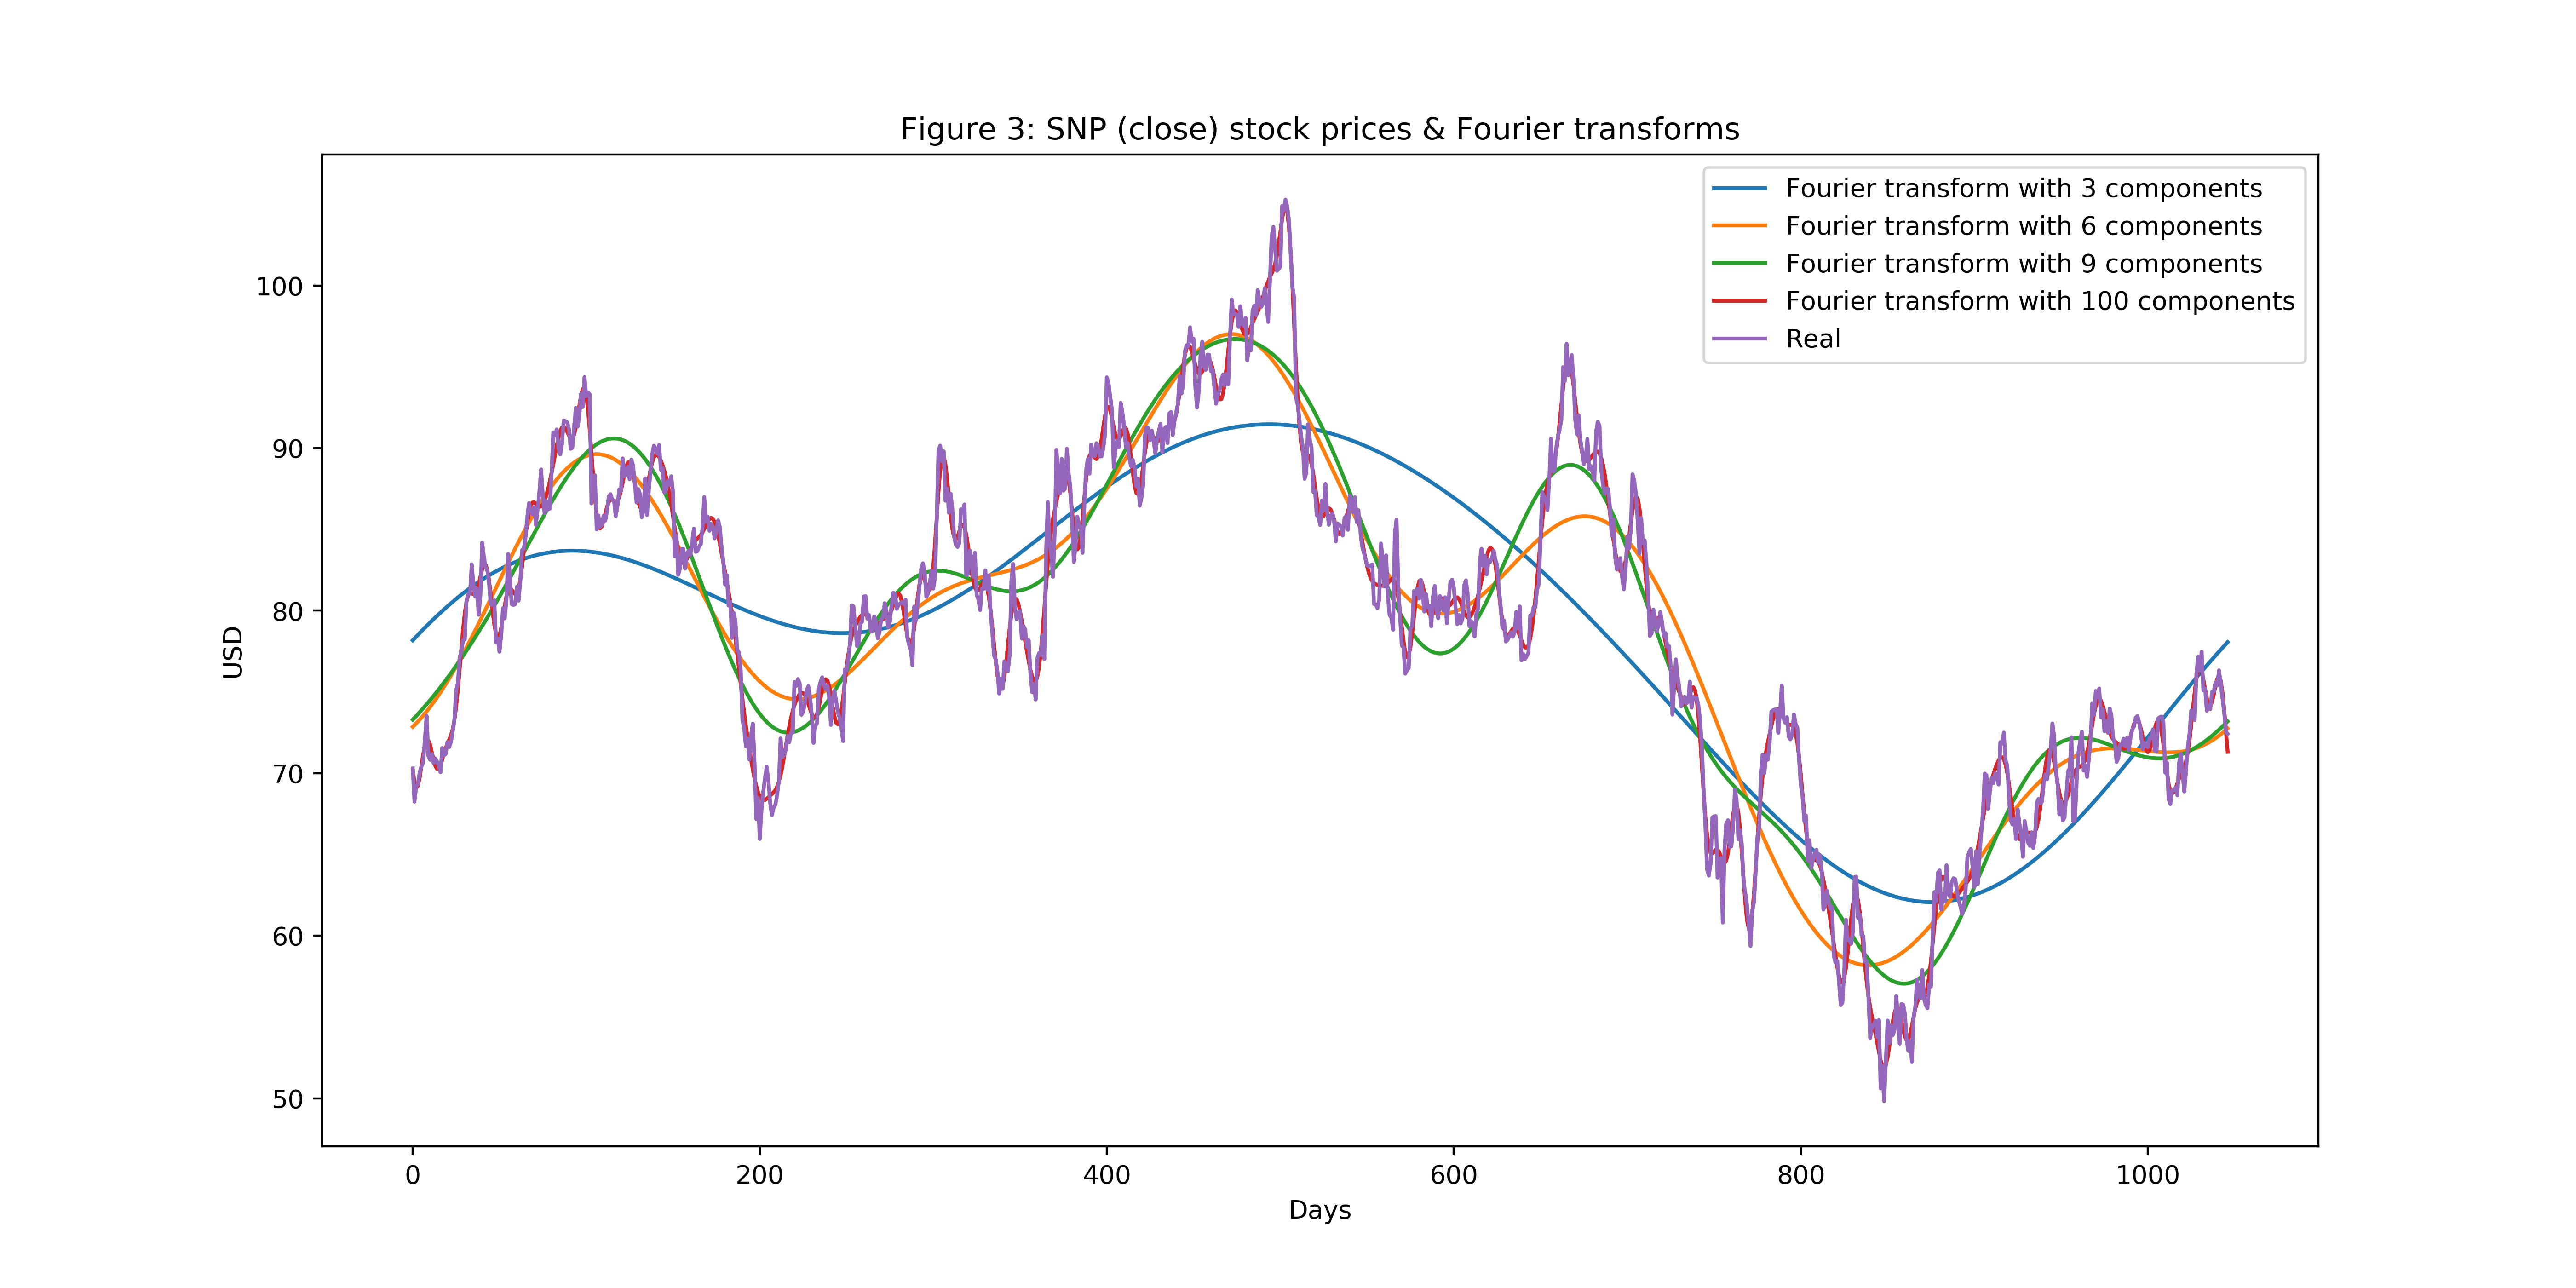 Figure 3: SNP (close) stock prices & Fourier transforms
Fourier transform with 3 components
Fourier transform with 6 components
Fourier transform with 9 components
Fourier transform with 100 components
Real
100
90
80
70
60
50
USD
0 200 400 600 800 1000
Days